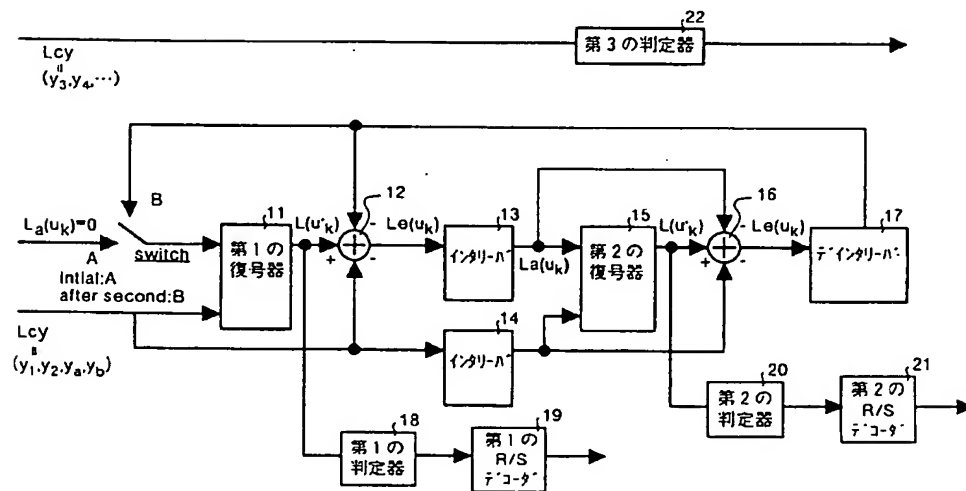 22
第3の判定器
Lcy
=
(y3,y4,…)
B
12
16
La(uk)=0
11
L(u'k)
-
Le(uk)
13
15
L(u'k)
-
Le(uk)
17
A
switch
第1の
復号器
+
-
インタリーバ
La(uk)
第2の
復号器
+
-
デインタリーバ
Intial:A
after second:B
14
インタリーバ
Lcy
=
(y1,y2,ya,yb)
20
21
第2の
判定器
第2の
R/S
デコーダ
18
19
第1の
判定器
第1の
R/S
デコーダ